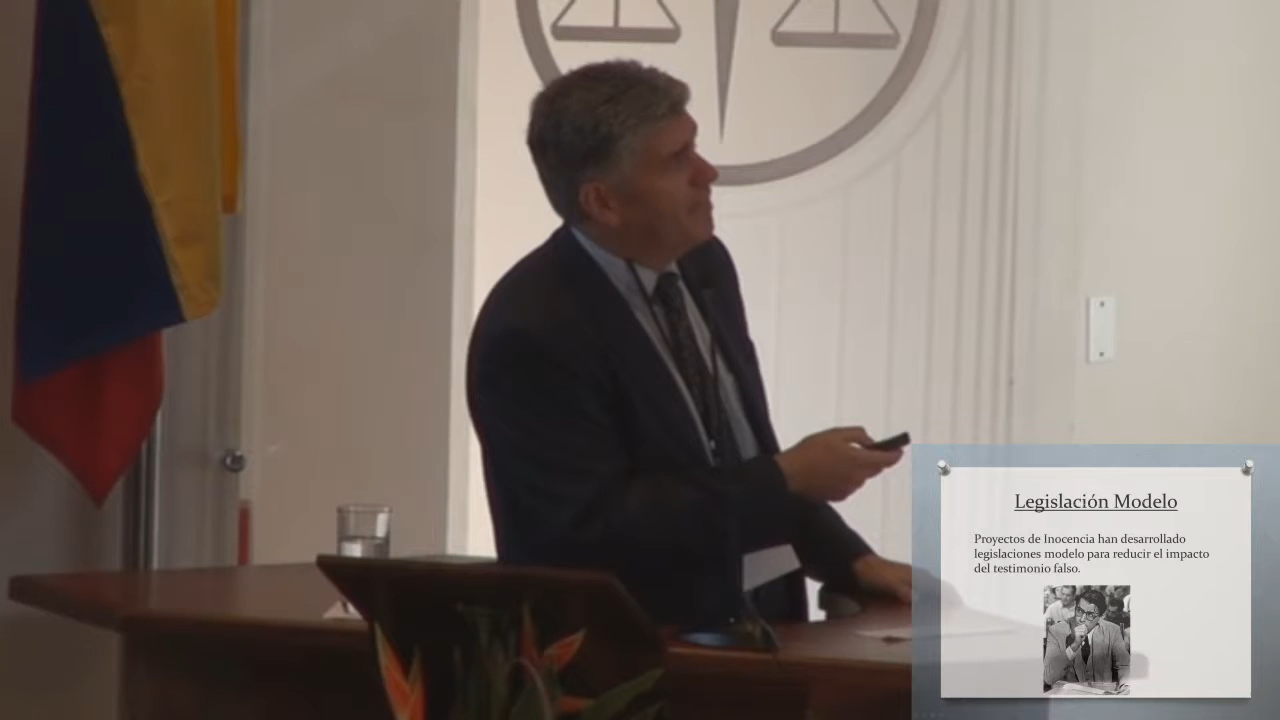 Legislación Modelo
Proyectos de Inocencia han desarrollado
legislaciones modelo para reducir el impacto
del testimonio falso.